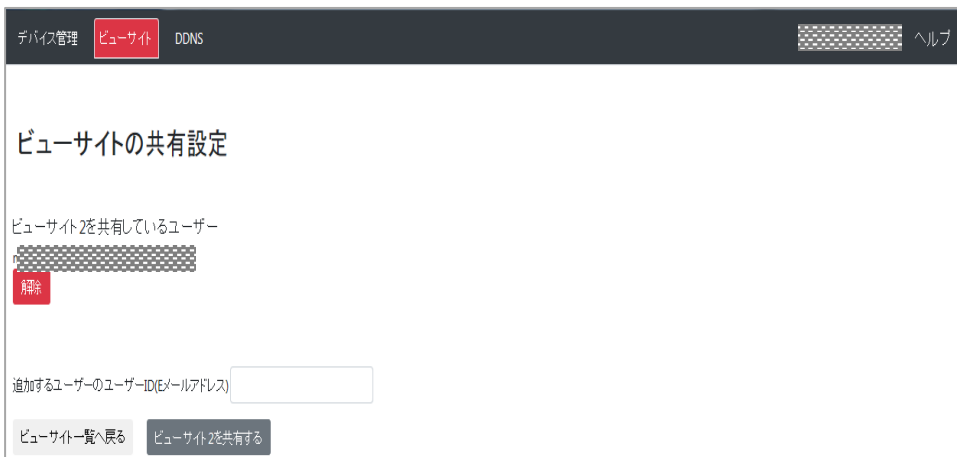 デバイス管理 ビューサイト DDNS ヘルプ
ビューサイトの共有設定
ビューサイト2を共有しているユーザー
解除
追加するユーザーのユーザーID(Eメールアドレス)
ビューサイト一覧へ戻る ビューサイト2を共有する